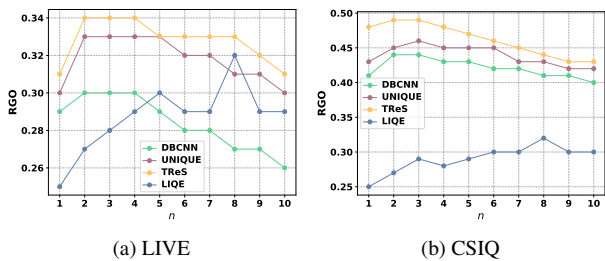 0.34
0.32
0.30
0.28
0.26
RGO
1 2 3 4 5 6 7 8 9 10
n
DBCNN
UNIQUE
TReS
LIQE
(a) LIVE
0.50
0.45
0.40
0.35
0.30
0.25
RGO
1 2 3 4 5 6 7 8 9 10
n
DBCNN
UNIQUE
TReS
LIQE
(b) CSIQ